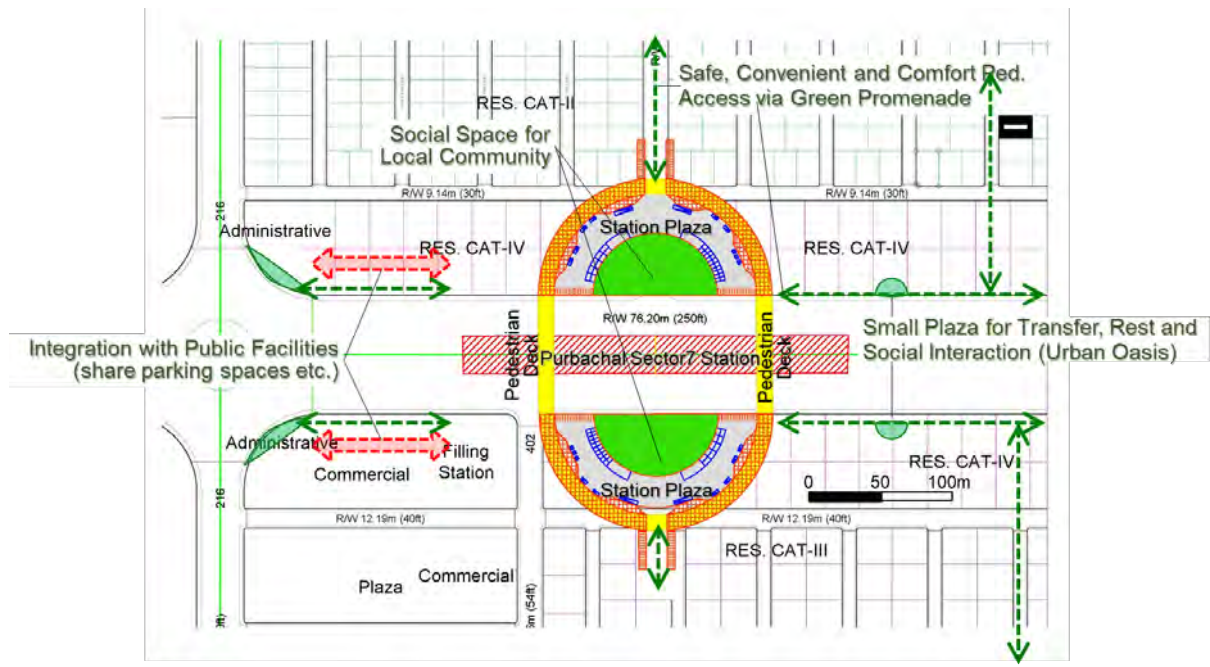 R/W
Safe, Convenient and Comfort Ped.
Access via Green Promenade
RES. CAT-II
Social Space for
Local Community
R/W 9.14m (30ft)
R/W 9.14m (30ft)
216
Administrative
Station Plaza
RES. CAT-IV
RES. CAT-IV
R/W 76.20m (250ft)
Integration with Public Facilities
(share parking spaces etc.)
Pedestrian
Deck
Purbachal Sector7 Station
Pedestrian
Deck
Small Plaza for Transfer, Rest and
Social Interaction (Urban Oasis)
Administrative
Commercial
Filling
Station
402
RES. CAT-IV
0 50 100m
216
Station Plaza
R/W 12.19m (40ft)
R/W 12.19m (40ft)
RES. CAT-III
Plaza
Commercial
(54ft)